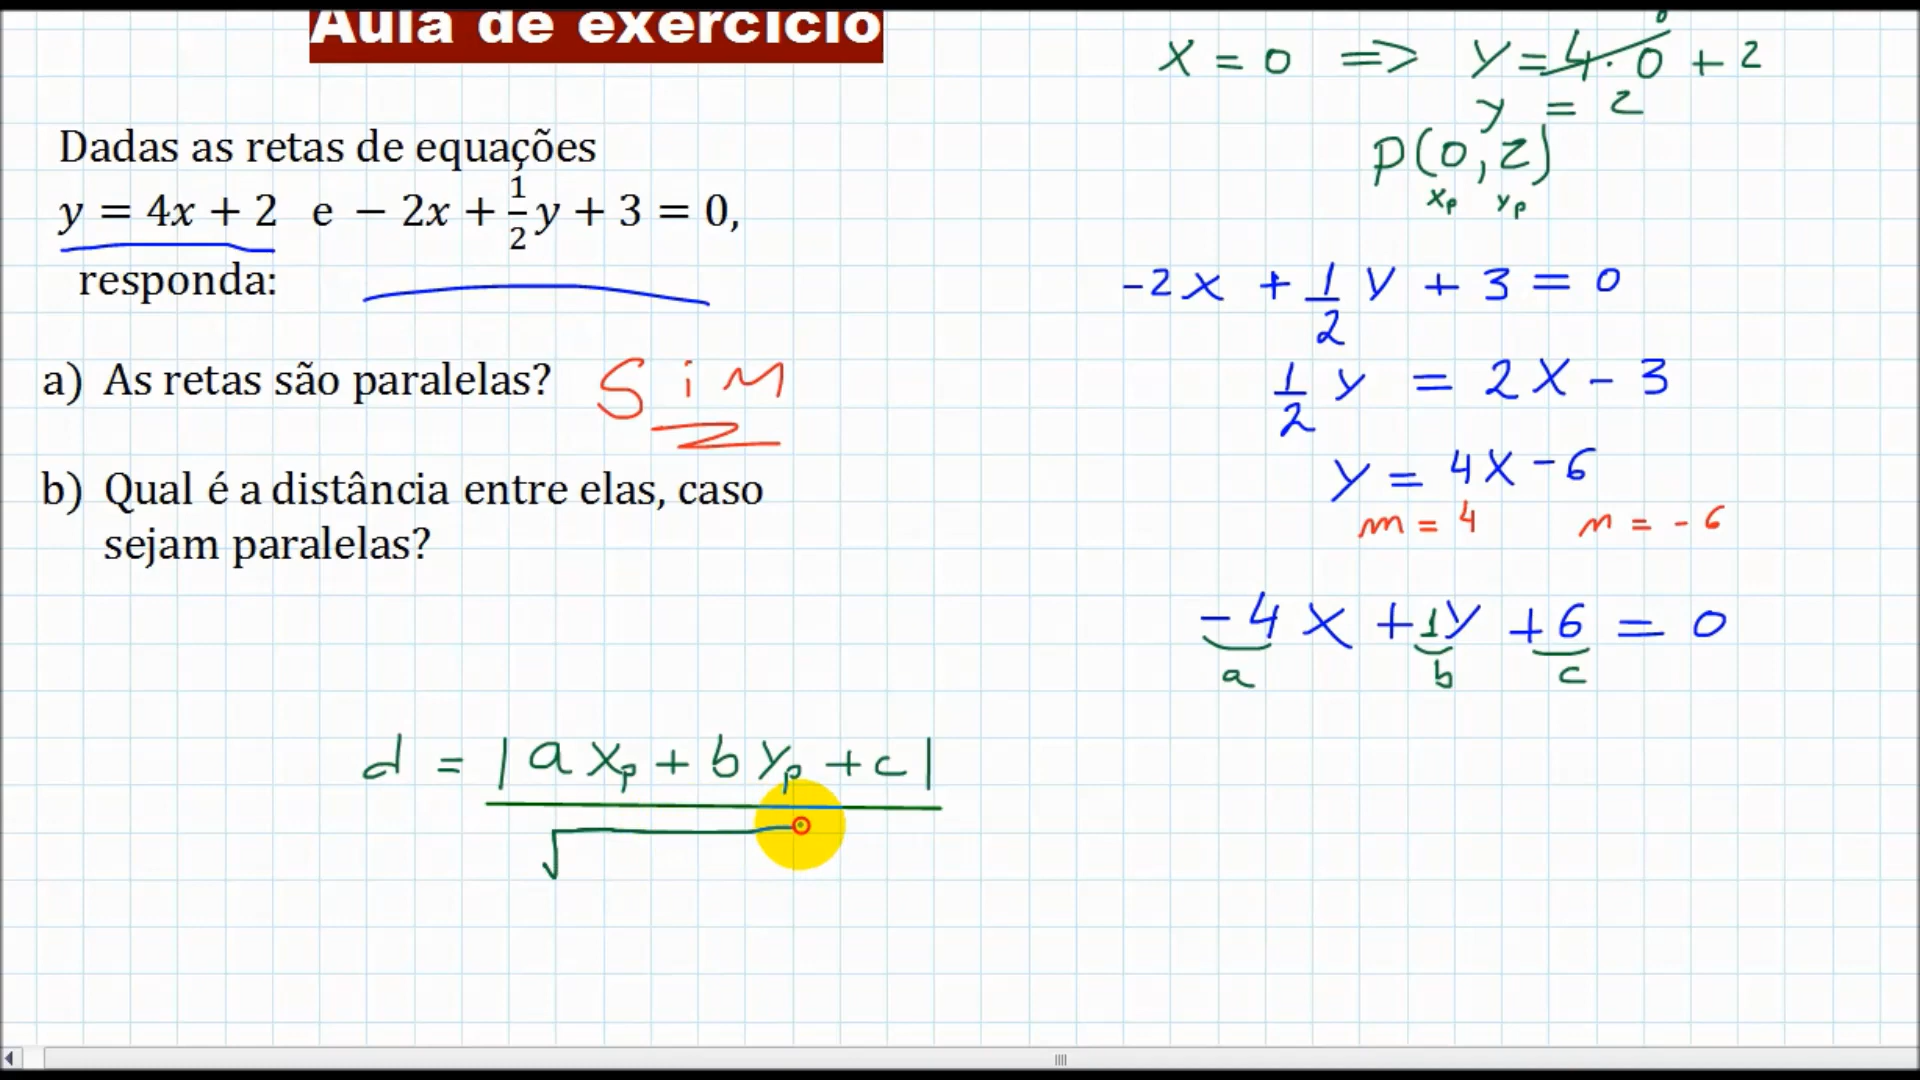 Aula de exercício
Dadas as retas de equações
y = 4x + 2 e − 2x + 1/2 y + 3 = 0,
responda:
a) As retas são paralelas? SiM
b) Qual é a distância entre elas, caso
sejam paralelas?
d = |a xp + b yp + c|
√
x = 0 => y = 4 · 0 + 2
0
y = 2
P(0, 2)
xp yp
-2x + 1/2 y + 3 = 0
1/2 y = 2x - 3
y = 4x - 6
m = 4 n = - 6
-4x + 1y + 6 = 0
a b c